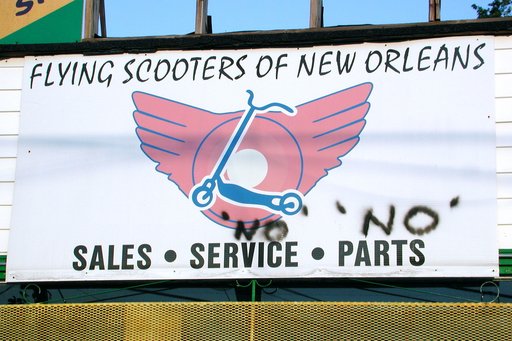 FLYING SCOOTERS OF NEW ORLEANS
'NO' 'NO'
SALES • SERVICE • PARTS